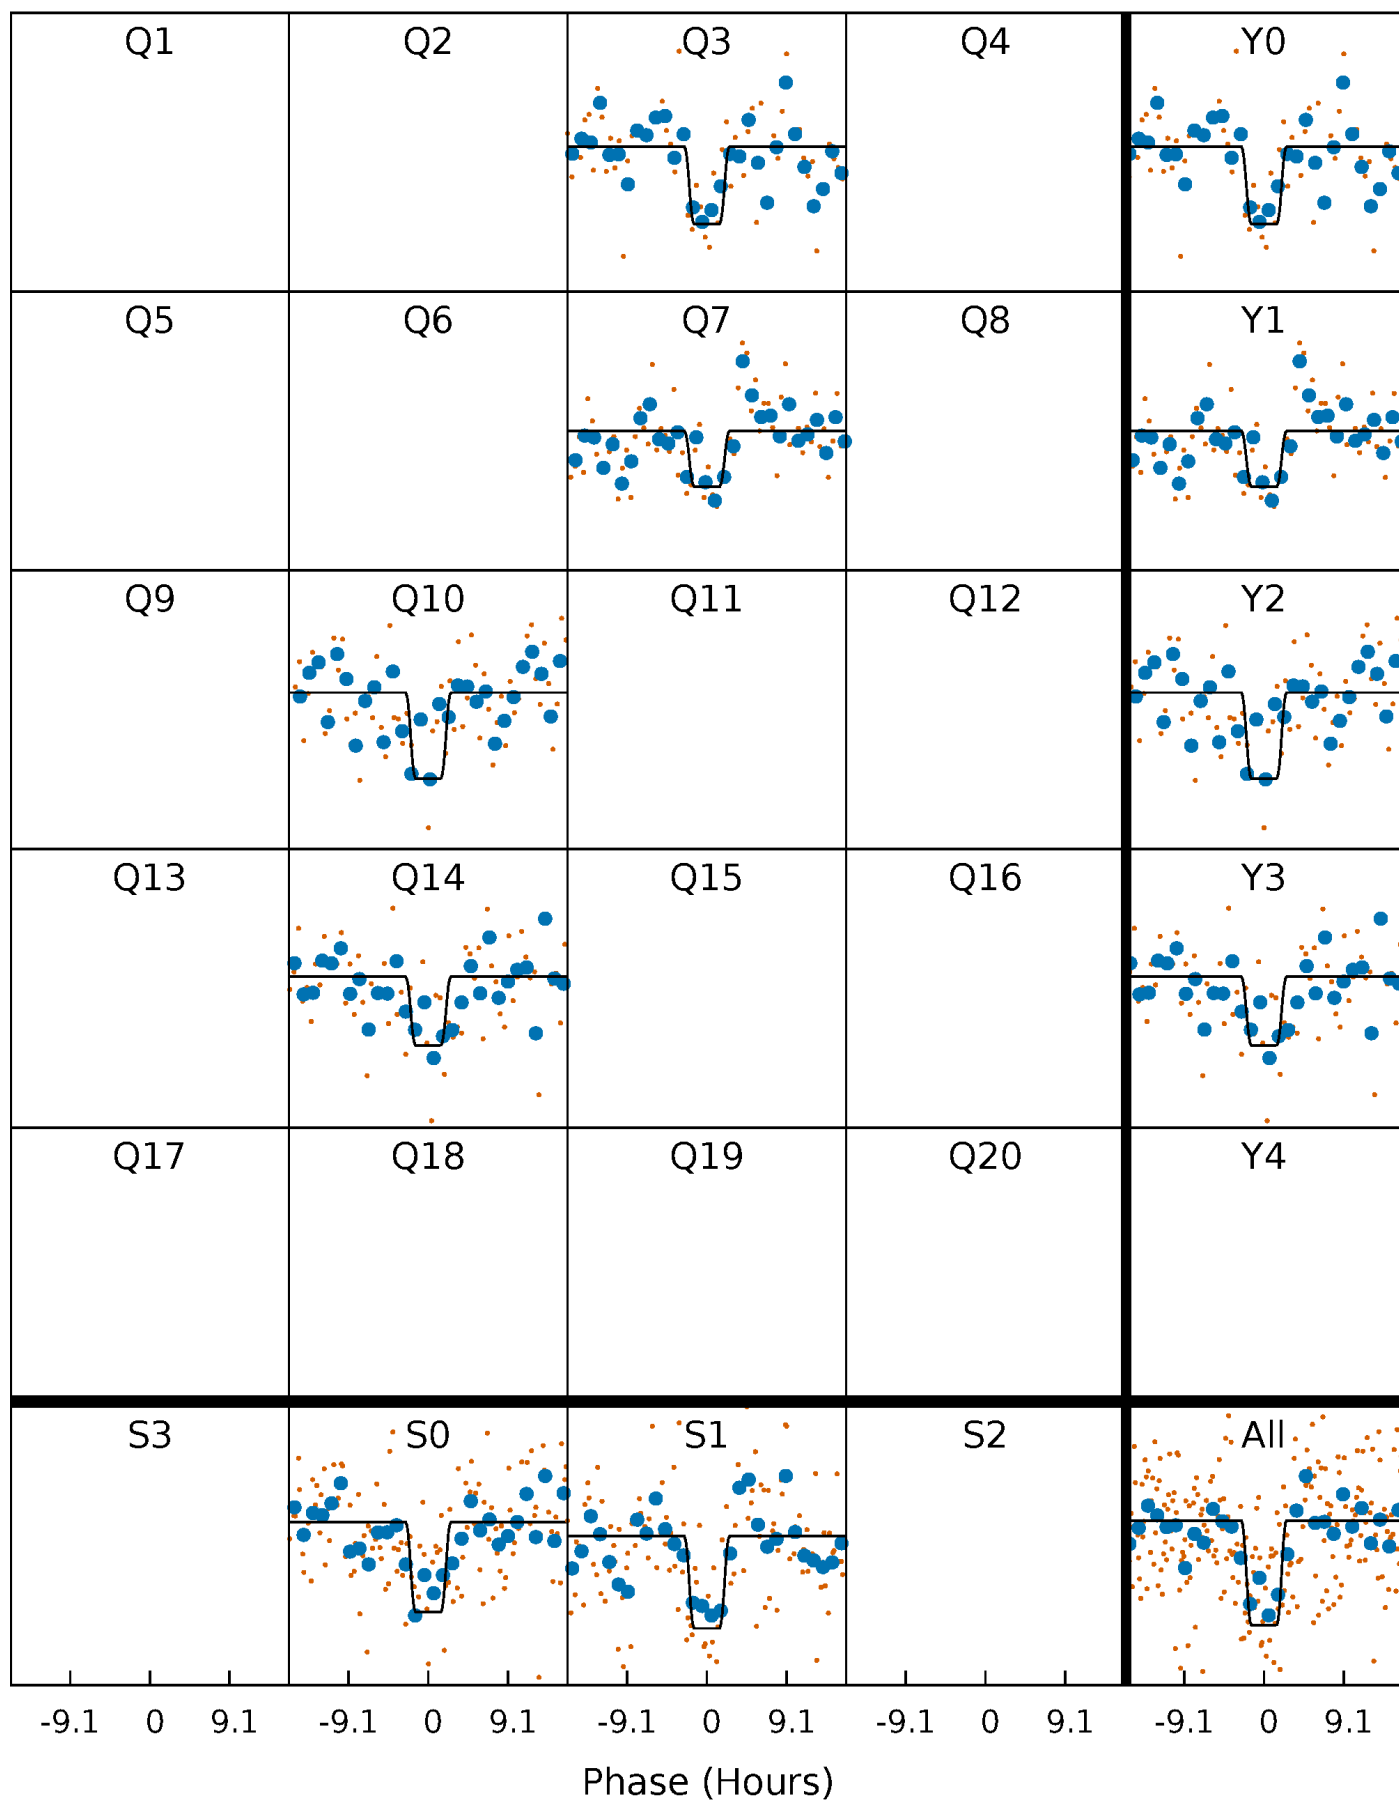 Q1 Q2 Q3 Q4 Y0
Q5 Q6 Q7 Q8 Y1
Q9 Q10 Q11 Q12 Y2
Q13 Q14 Q15 Q16 Y3
Q17 Q18 Q19 Q20 Y4
S3 S0 S1 S2 All
-9.1 0 9.1 -9.1 0 9.1 -9.1 0 9.1 -9.1 0 9.1 -9.1 0 9.1
Phase (Hours)